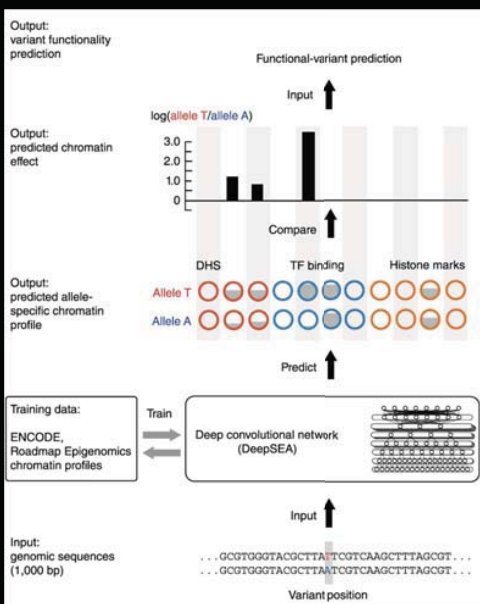 Output:
variant functionality
prediction
Functional-variant prediction
Input
log(allele T/allele A)
Output:
predicted chromatin
effect
3.0
2.0
1.0
0
Compare
DHS
TF binding
Histone marks
Output:
predicted allele-
specific chromatin
profile
Allele T
Allele A
Predict
Training data:
ENCODE,
Roadmap Epigenomics
chromatin profiles
Train
Deep convolutional network
(DeepSEA)
Input
Input:
genomic sequences
(1,000 bp)
...GCGTGGGTACGCTTATTCGTCAAGCTTTAGCGT...
...GCGTGGGTACGCTTAATCGTCAAGCTTTAGCGT...
Variant position